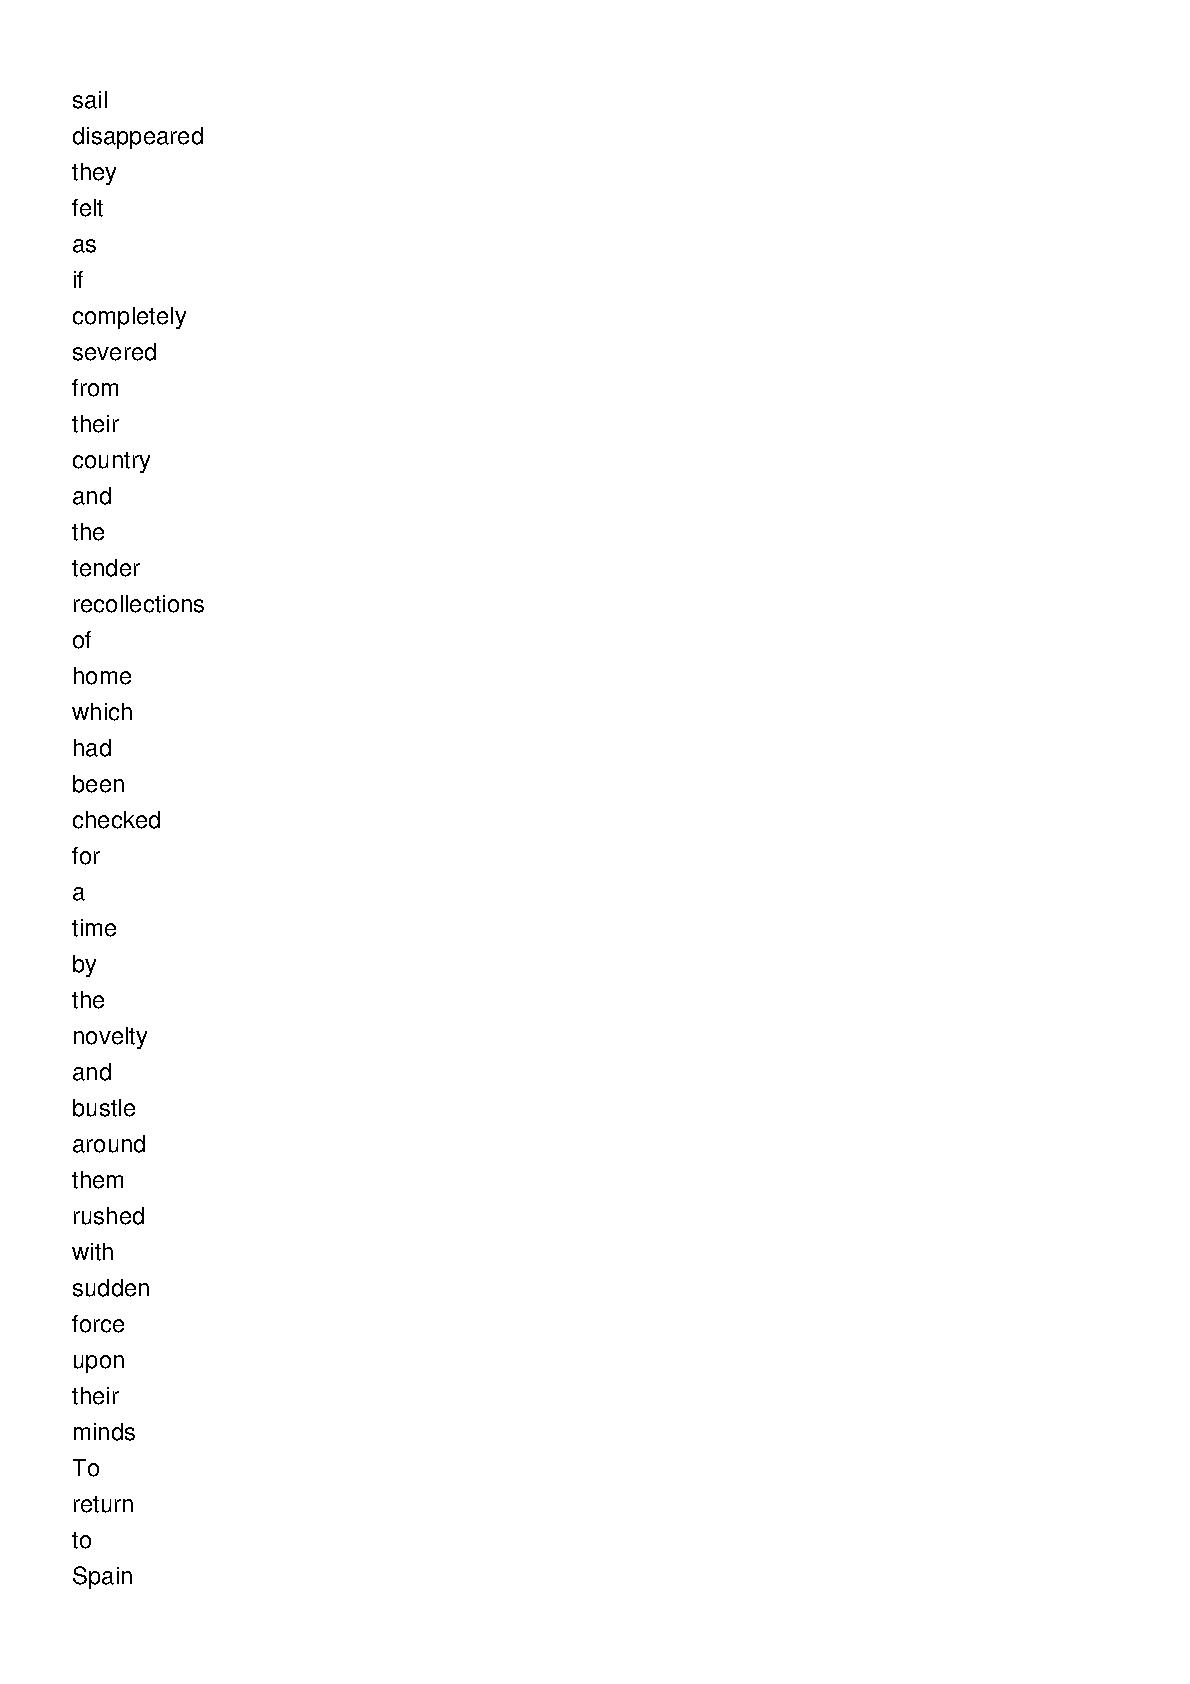 sail
disappeared
they
felt
as
if
completely
severed
from
their
country
and
the
tender
recollections
of
home
which
had
been
checked
for
a
time
by
the
novelty
and
bustle
around
them
rushed
with
sudden
force
upon
their
minds
To
return
to
Spain